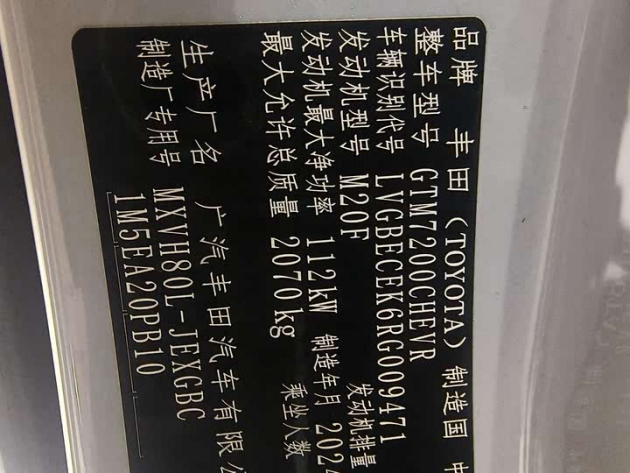 品牌 丰田（TOYOTA） 制造国
整车型号 GTM7200CHEVR
车辆识别代号 LVGBECEK6RG009471
发动机型号 M20F 发动机排量
发动机最大净功率 112kW 制造年月 202
最大允许总质量 2070kg 乘坐人数
生产厂名 广汽丰田汽车有限
制造厂专用号 MXVH80L-JEXGBC
1M5EA20PB10